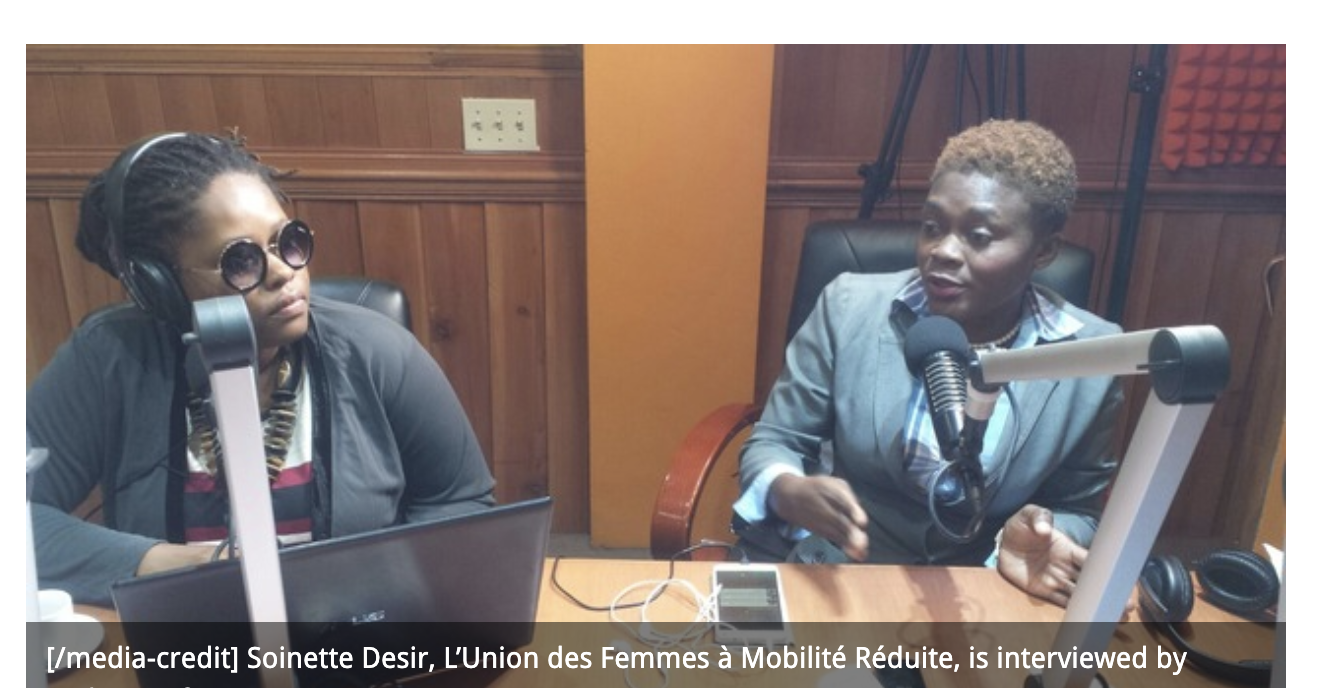 [/media-credit] Soinette Desir, L’Union des Femmes à Mobilité Réduite, is interviewed by